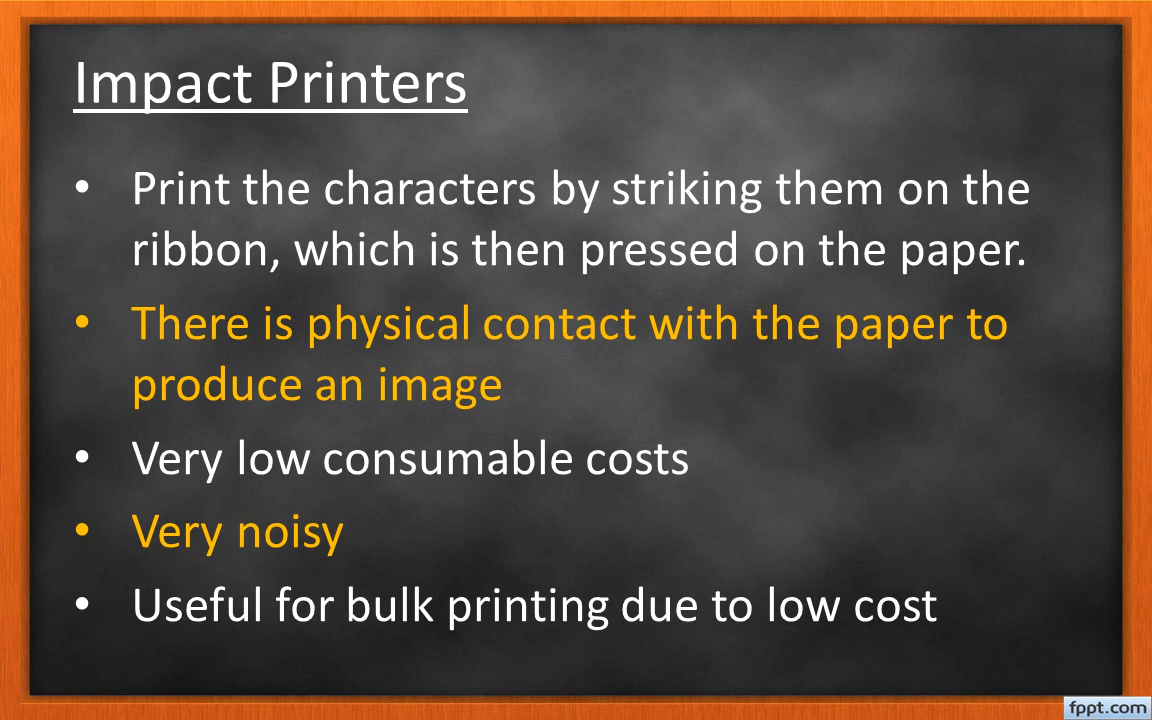 Impact Printers
• Print the characters by striking them on the
ribbon, which is then pressed on the paper.
• There is physical contact with the paper to
produce an image
• Very low consumable costs
• Very noisy
• Useful for bulk printing due to low cost
fppt.com